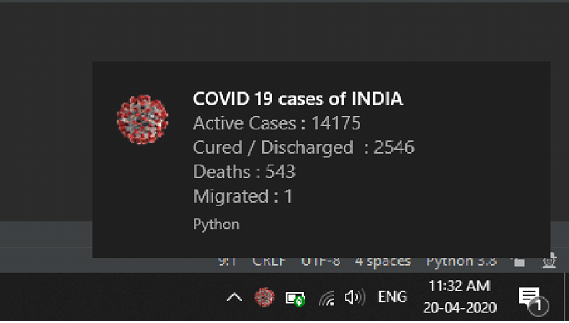 COVID 19 cases of INDIA
Active Cases : 14175
Cured / Discharged  : 2546
Deaths : 543
Migrated : 1
Python
9:1 CRLF UTF-8 4 spaces Python 3.8
ENG
11:32 AM
20-04-2020
1